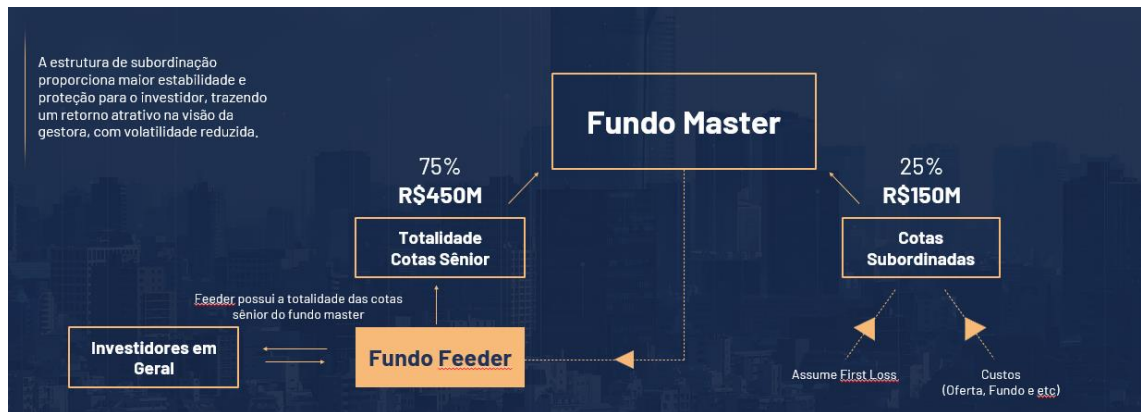 A estrutura de subordinação
proporciona maior estabilidade e
proteção para o investidor, trazendo
um retorno atrativo na visão da
gestora, com volatilidade reduzida.
Fundo Master
75%
R$450M
25%
R$150M
Totalidade
Cotas Sênior
Cotas
Subordinadas
Feeder possui a totalidade das cotas
sênior do fundo master
Investidores em
Geral
Fundo Feeder
Assume First Loss
Custos
(Oferta, Fundo e etc)